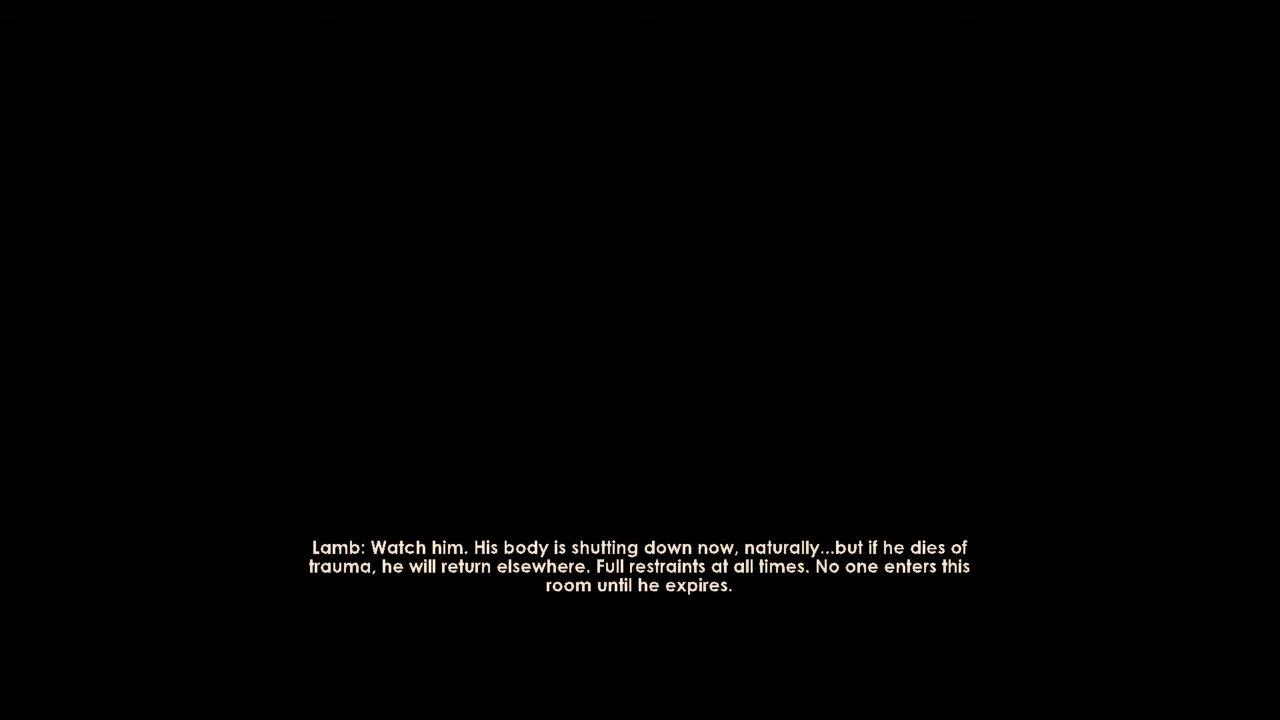 Lamb: Watch him. His body is shutting down now, naturally...but if he dies of
trauma, he will return elsewhere. Full restraints at all times. No one enters this
room until he expires.